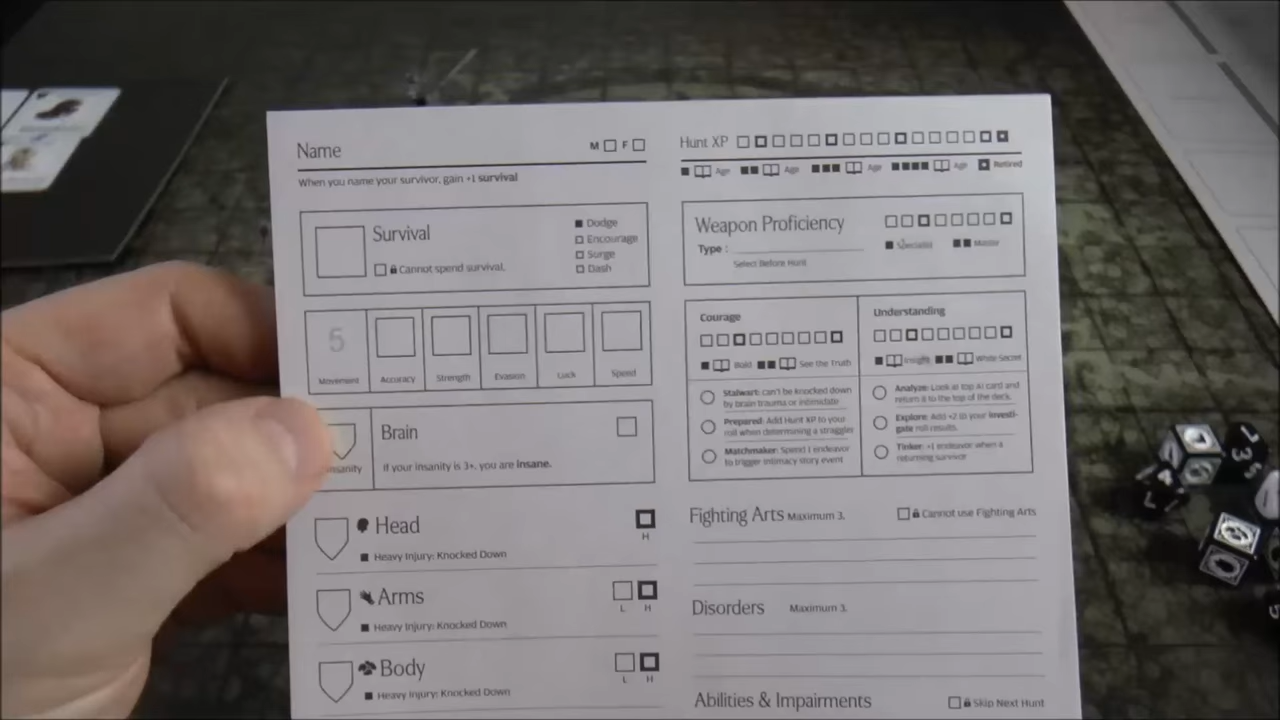 Name M F
When you name your survivor, gain +1 survival
Survival
Cannot spend survival.
Dodge
Encourage
Surge
Dash
5
Movement Accuracy Strength Evasion Luck Speed
Brain
Insanity If your insanity is 3+, you are insane.
Head
H
Heavy Injury: Knocked Down
Arms
L H
Heavy Injury: Knocked Down
Body
L H
Heavy Injury: Knocked Down
Hunt XP
Age Age Age Age Retired
Weapon Proficiency
Type :
Select Before Hunt
Specialist Master
Courage
Bold See the Truth
Stalwart: can't be knocked down
by brain trauma or intimidate
Prepared: Add Hunt XP to your
roll when determining a straggler
Matchmaker: Spend 1 endeavor
to trigger intimacy story event
Understanding
Insight White Secret
Analyze: Look at top AI card and
return it to the top of the deck.
Explore: Add +2 to your investi-
gate roll results.
Tinker: +1 endeavor when a
returning survivor
Fighting Arts Maximum 3. Cannot use Fighting Arts
Disorders Maximum 3.
Abilities & Impairments Skip Next Hunt